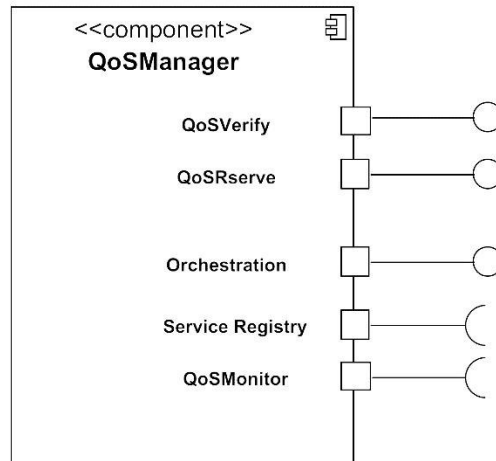 <<component>>
QoSManager
QoSVerify
QoSRserve
Orchestration
Service Registry
QoSMonitor